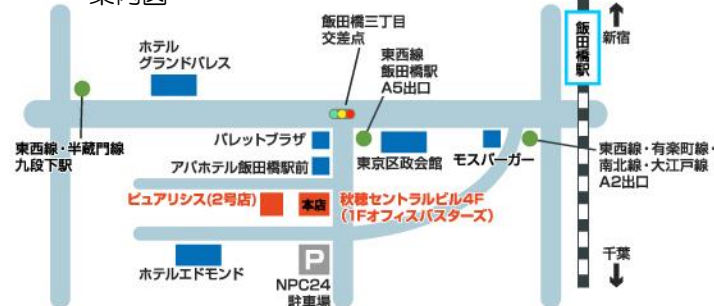 案内図
飯田橋三丁目
交差点
ホテル
グランドパレス
東西線
飯田橋駅
A5出口
飯田橋駅
新宿
東西線・半蔵門線
九段下駅
パレットプラザ
アパホテル飯田橋駅前
東京区政会館
モスバーガー
東西線・有楽町線・
南北線・大江戸線
A2出口
ピュアリシス(2号店)
本店
秋穂セントラルビル4F
(1Fオフィスバスターズ)
ホテルエドモンド
P
NPC24
駐車場
千葉